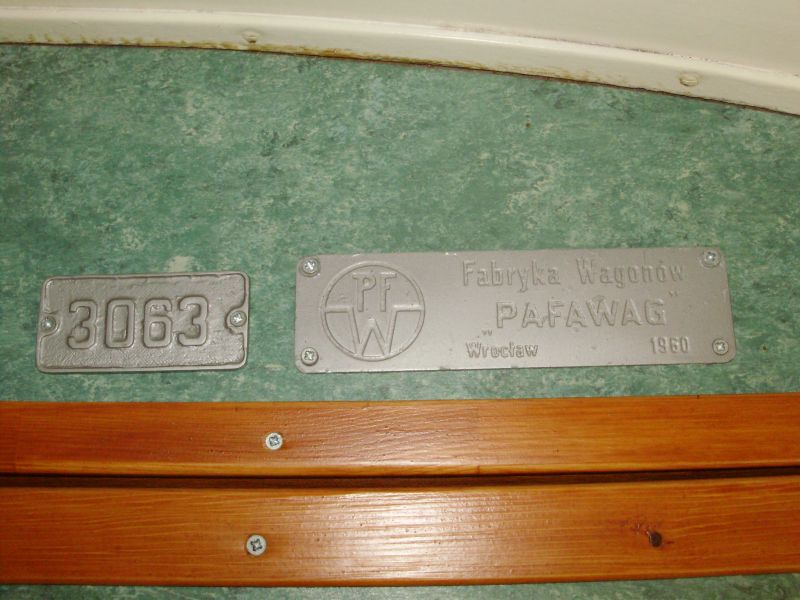 3063
PF
W
Fabryka Wagonów
„PAFAWAG”
Wrocław 1960